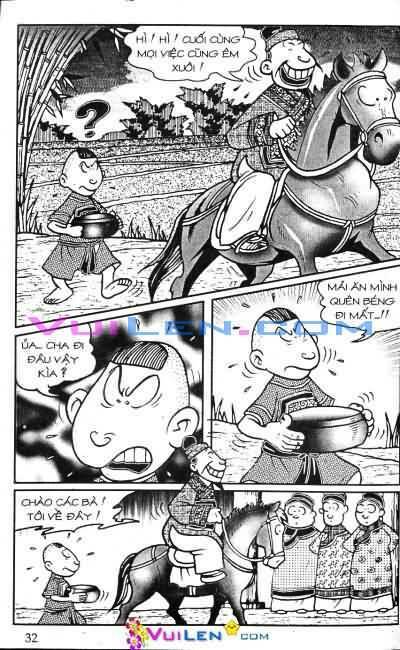 HÌ! HÌ! CUỐI CÙNG
MỌI VIỆC CŨNG ÊM
XUÔI!
?
MẢI ĂN MÌNH
QUÊN BÉNG
ĐI MẤT...!!
VUILEN.COM
ỦA... CHA ĐI
ĐÂU VẬY
KÌA?
CHÀO CÁC BÀ!
TÔI VỀ ĐÂY!
32
VUILEN.COM